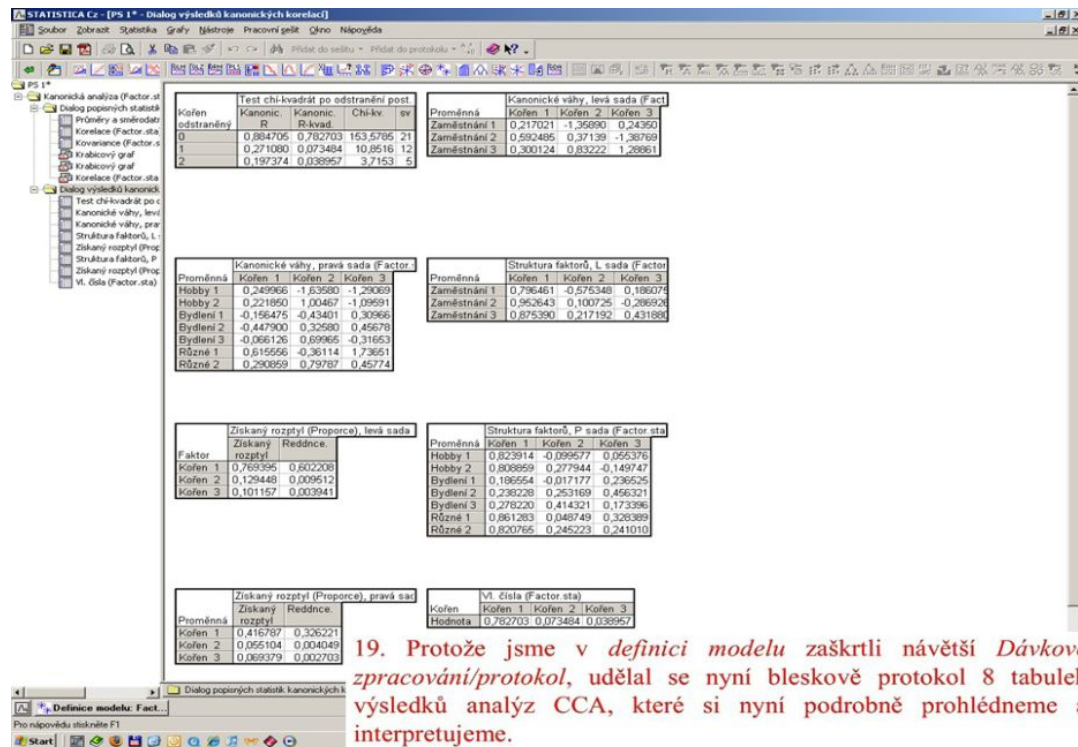 STATISTICA Cz - [PS 1* - Dialog výsledků kanonických korelací]
Soubor Zobrazit Statistika Grafy Nástroje Pracovní sešit Okno Nápověda
Přidat do sešitu Přidat do protokolu
PS 1*
Kanonická analýza (Factor.st
Dialog popisných statistik
Průměry a směrodatr
Korelace (Factor.sta
Kovariance (Factor.s
Krabicový graf
Krabicový graf
Korelace (Factor.sta
Dialog výsledků kanonick
Test chí-kvadrát po c
Kanonické váhy, levá
Kanonické váhy, prav
Struktura faktorů, L s
Získaný rozptyl (Prop
Struktura faktorů, P
Získaný rozptyl (Prop
Vl. čísla (Factor.sta)
Test chí-kvadrát po odstranění post.
Kořen odstraněný Kanonic. R Kanonic. R-kvad. Chí-kv. sv
0 0,884705 0,782703 153,5785 21
1 0,271080 0,073484 10,8516 12
2 0,197374 0,038957 3,7153 5
Kanonické váhy, levá sada (Fact
Proměnná Kořen 1 Kořen 2 Kořen 3
Zaměstnání 1 0,217021 -1,35890 0,24350
Zaměstnání 2 0,592485 0,37139 -1,38769
Zaměstnání 3 0,300124 0,83222 1,28861
Kanonické váhy, pravá sada (Factor.
Proměnná Kořen 1 Kořen 2 Kořen 3
Hobby 1 0,249966 -1,63580 -1,29069
Hobby 2 0,221850 1,00467 -1,09591
Bydlení 1 -0,156475 -0,43401 0,30966
Bydlení 2 -0,447900 0,32580 0,45678
Bydlení 3 -0,066126 0,69965 -0,31653
Různé 1 0,615556 -0,36114 1,73651
Různé 2 0,290859 0,79787 0,45774
Struktura faktorů, L sada (Factor
Proměnná Kořen 1 Kořen 2 Kořen 3
Zaměstnání 1 0,796461 -0,575348 0,186075
Zaměstnání 2 0,952643 0,100725 -0,286926
Zaměstnání 3 0,875390 0,217192 0,431880
Získaný rozptyl (Proporce), levá sada
Faktor Získaný rozptyl Reddnce.
Kořen 1 0,769395 0,602208
Kořen 2 0,129448 0,009512
Kořen 3 0,101157 0,003941
Struktura faktorů, P sada (Factor.sta
Proměnná Kořen 1 Kořen 2 Kořen 3
Hobby 1 0,823914 -0,099577 0,055376
Hobby 2 0,808859 0,277944 -0,149747
Bydlení 1 0,186554 -0,017177 0,236525
Bydlení 2 0,238228 0,253169 0,456321
Bydlení 3 0,278220 0,414321 0,173396
Různé 1 0,861283 0,048749 0,328389
Různé 2 0,820765 0,245223 0,241010
Získaný rozptyl (Proporce), pravá sad
Proměnná Získaný rozptyl Reddnce.
Kořen 1 0,416787 0,326221
Kořen 2 0,055104 0,004049
Kořen 3 0,069379 0,002703
Vl. čísla (Factor.sta)
Kořen Kořen 1 Kořen 2 Kořen 3
Hodnota 0,782703 0,073484 0,038957
19. Protože jsme v definici modelu zaškrtli návětší Dávkové
zpracování/protokol, udělal se nyní bleskově protokol 8 tabulek
výsledků analýz CCA, které si nyní podrobně prohlédneme a
interpretujeme.
Dialog popisných statistik kanonických k
Definice modelu: Fact...
Pro nápovědu stiskněte F1
Start